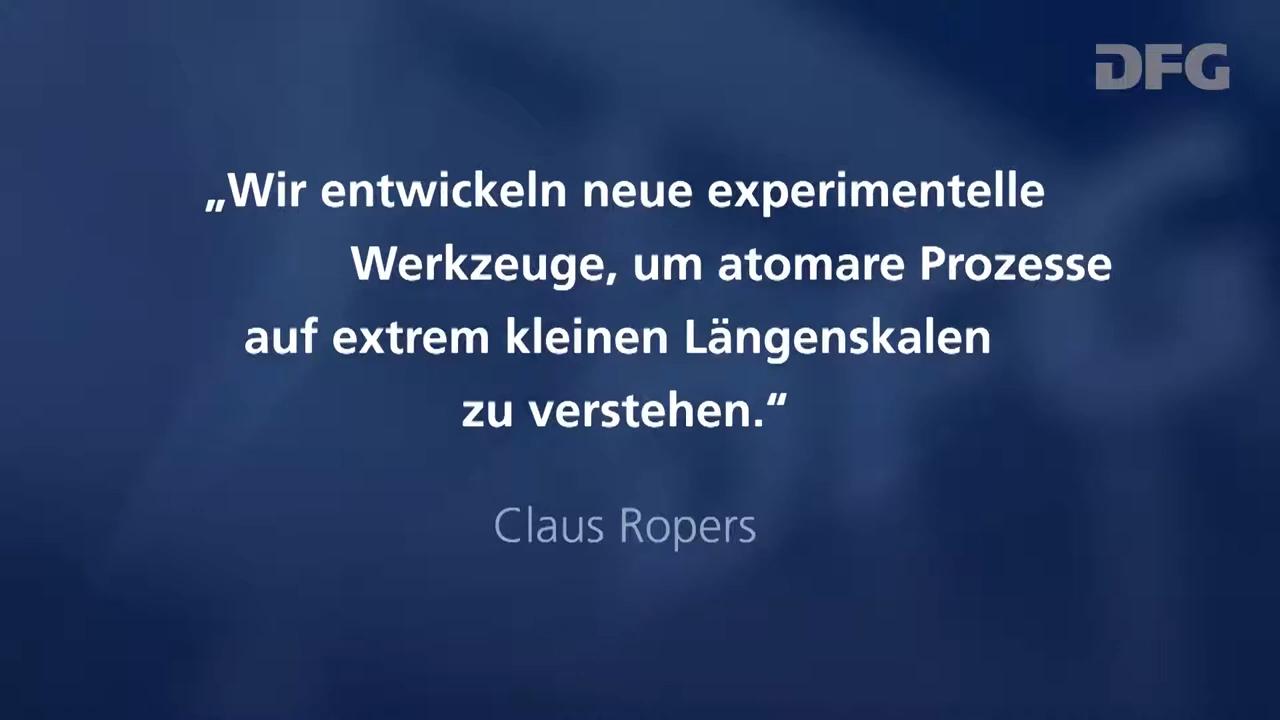 DFG
„Wir entwickeln neue experimentelle
Werkzeuge, um atomare Prozesse
auf extrem kleinen Längenskalen
zu verstehen.“
Claus Ropers